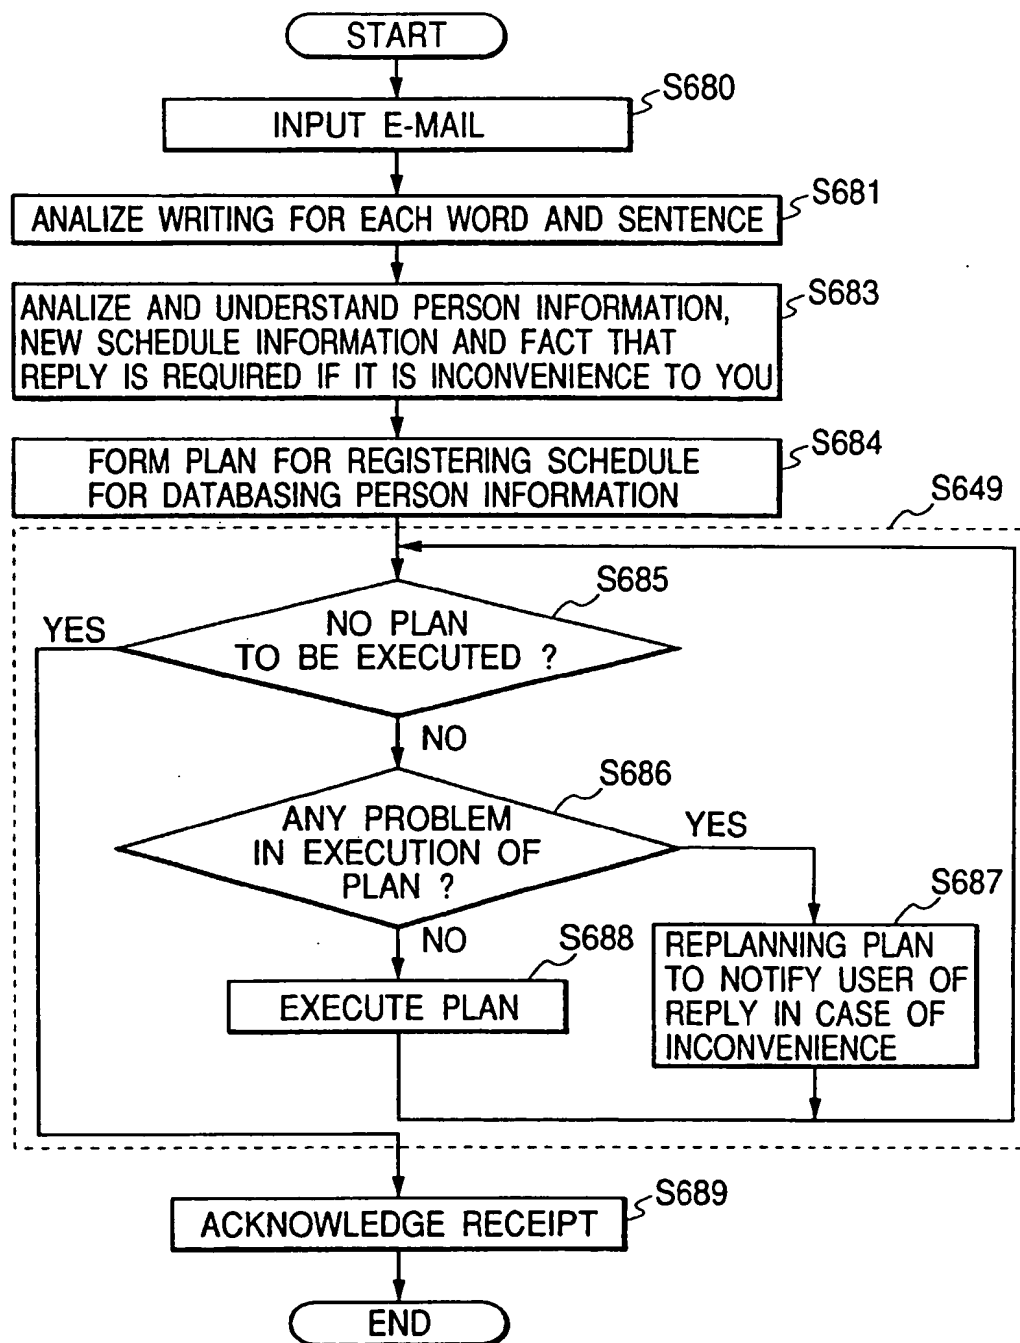 START
S680
INPUT E-MAIL
S681
ANALIZE WRITING FOR EACH WORD AND SENTENCE
S683
ANALIZE AND UNDERSTAND PERSON INFORMATION,
NEW SCHEDULE INFORMATION AND FACT THAT
REPLY IS REQUIRED IF IT IS INCONVENIENCE TO YOU
S684
FORM PLAN FOR REGISTERING SCHEDULE
FOR DATABASING PERSON INFORMATION
S649
S685
YES
NO PLAN
TO BE EXECUTED ?
NO
S686
ANY PROBLEM
IN EXECUTION OF
PLAN ?
YES
NO
S687
REPLANNING PLAN
TO NOTIFY USER OF
REPLY IN CASE OF
INCONVENIENCE
S688
EXECUTE PLAN
S689
ACKNOWLEDGE RECEIPT
END